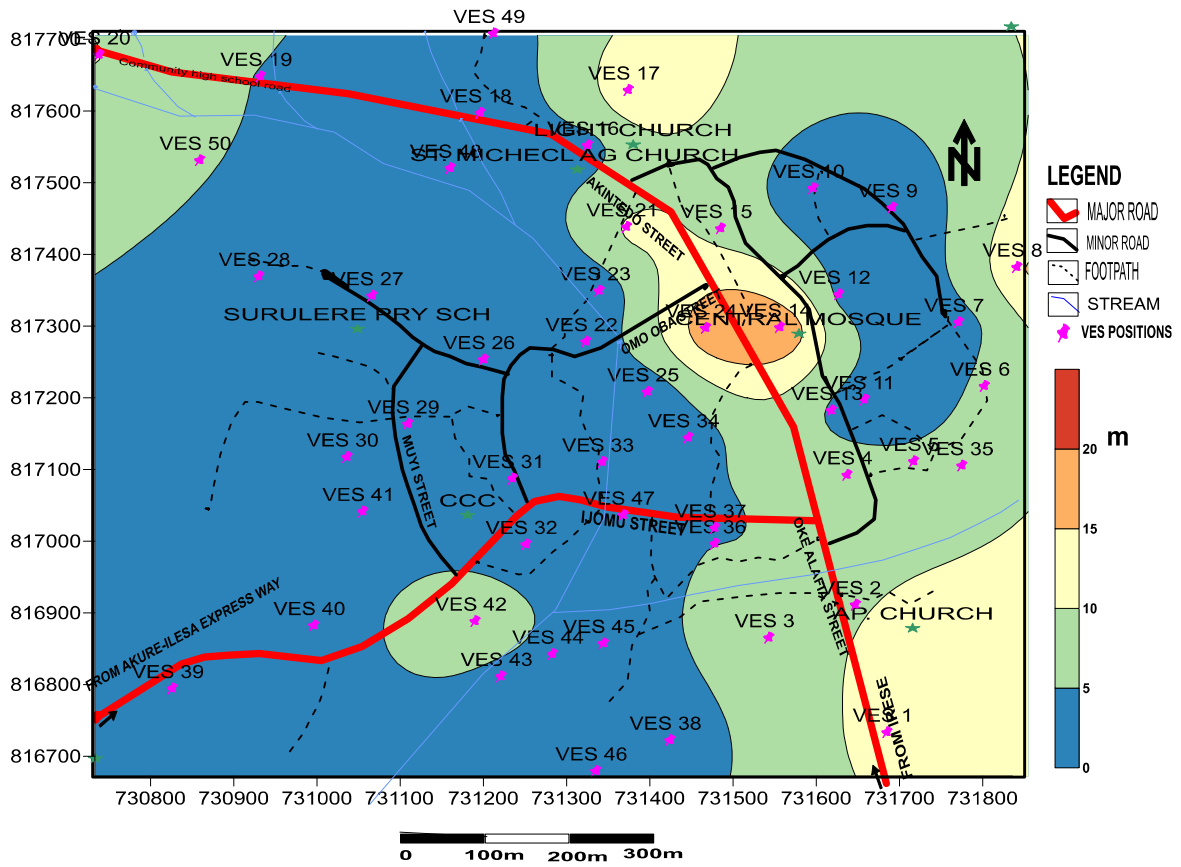 VES 49
817700
VES 20
VES 19
Community high school road
VES 17
VES 18
817600
LIGHT CHURCH
VES 16
VES 50
ST. MICHECL AG CHURCH
VES 48
817500
VES 10
VES 9
N
AKINTEDO STREET
VES 21
VES 15
817400
VES 28
VES 27
VES 23
VES 12
VES 8
VES 7
SURULERE PRY SCH
817300
VES 22
VES 24
VES 14
CENTRAL MOSQUE
OMO OBA STREET
VES 26
VES 25
VES 6
VES 11
VES 13
817200
VES 29
VES 34
VES 30
MUYI STREET
VES 33
VES 5
VES 35
817100
VES 31
VES 4
VES 41
CCC
VES 47
VES 37
IJOMU STREET
VES 36
817000
VES 32
OKE ALAFIA STREET
VES 2
AP. CHURCH
816900
VES 40
VES 42
VES 3
VES 45
VES 44
FROM AKURE-ILESA EXPRESS WAY
VES 43
816800
VES 39
VES 38
VES 1
FROM IRESE
816700
VES 46
730800 730900 731000 731100 731200 731300 731400 731500 731600 731700 731800
0 100m 200m 300m
LEGEND
MAJOR ROAD
MINOR ROAD
FOOTPATH
STREAM
VES POSITIONS
20
m
15
10
5
0